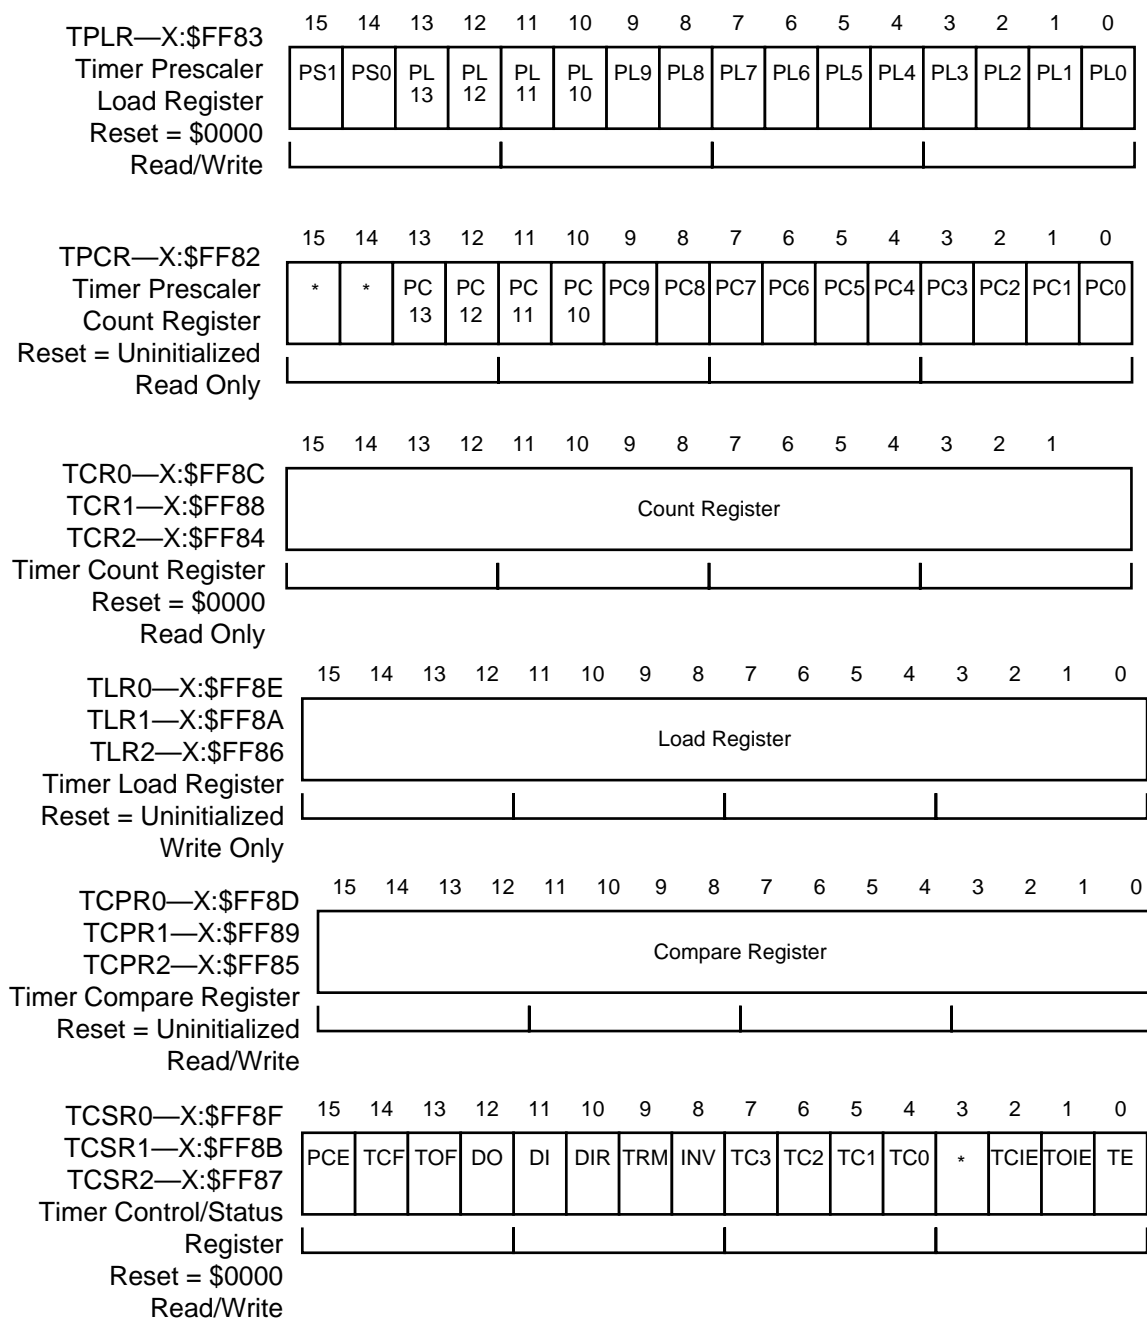 TPLR—X:$FF83
Timer Prescaler
Load Register
Reset = $0000
Read/Write
15 14 13 12 11 10 9 8 7 6 5 4 3 2 1 0
PS1 PS0 PL 13 PL 12 PL 11 PL 10 PL9 PL8 PL7 PL6 PL5 PL4 PL3 PL2 PL1 PL0
TPCR—X:$FF82
Timer Prescaler
Count Register
Reset = Uninitialized
Read Only
15 14 13 12 11 10 9 8 7 6 5 4 3 2 1 0
* * PC 13 PC 12 PC 11 PC 10 PC9 PC8 PC7 PC6 PC5 PC4 PC3 PC2 PC1 PC0
TCR0—X:$FF8C
TCR1—X:$FF88
TCR2—X:$FF84
Timer Count Register
Reset = $0000
Read Only
15 14 13 12 11 10 9 8 7 6 5 4 3 2 1
Count Register
TLR0—X:$FF8E
TLR1—X:$FF8A
TLR2—X:$FF86
Timer Load Register
Reset = Uninitialized
Write Only
15 14 13 12 11 10 9 8 7 6 5 4 3 2 1 0
Load Register
TCPR0—X:$FF8D
TCPR1—X:$FF89
TCPR2—X:$FF85
Timer Compare Register
Reset = Uninitialized
Read/Write
15 14 13 12 11 10 9 8 7 6 5 4 3 2 1 0
Compare Register
TCSR0—X:$FF8F
TCSR1—X:$FF8B
TCSR2—X:$FF87
Timer Control/Status
Register
Reset = $0000
Read/Write
15 14 13 12 11 10 9 8 7 6 5 4 3 2 1 0
PCE TCF TOF DO DI DIR TRM INV TC3 TC2 TC1 TC0 * TCIE TOIE TE